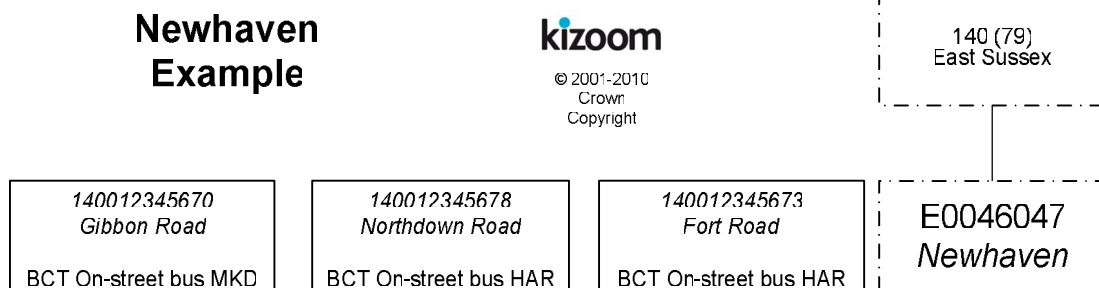 Newhaven
Example
kizoom
© 2001-2010
Crown
Copyright
140 (79)
East Sussex
140012345670
Gibbon Road
BCT On-street bus MKD
140012345678
Northdown Road
BCT On-street bus HAR
140012345673
Fort Road
BCT On-street bus HAR
E0046047
Newhaven